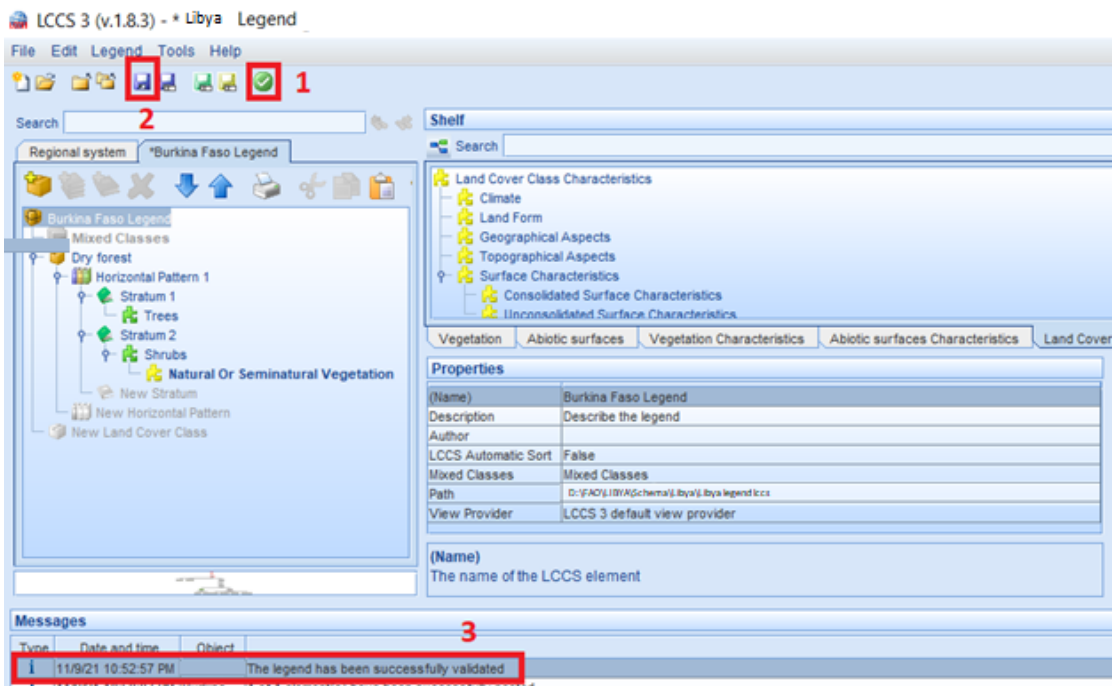 LCCS 3 (v.1.8.3) - * Libya Legend
File Edit Legend Tools Help
1
2
Search
Regional system *Burkina Faso Legend
Burkina Faso Legend
Mixed Classes
Dry forest
Horizontal Pattern 1
Stratum 1
Trees
Stratum 2
Shrubs
Natural Or Seminatural Vegetation
New Stratum
New Horizontal Pattern
New Land Cover Class
Shelf
Search
Land Cover Class Characteristics
Climate
Land Form
Geographical Aspects
Topographical Aspects
Surface Characteristics
Consolidated Surface Characteristics
Unconsolidated Surface Characteristics
Vegetation Abiotic surfaces Vegetation Characteristics Abiotic surfaces Characteristics Land Cover
Properties
(Name) Burkina Faso Legend
Description Describe the legend
Author
LCCS Automatic Sort False
Mixed Classes Mixed Classes
Path D:\FAO\LIBYA\Schema\Libya\Libya legend.lccs
View Provider LCCS 3 default view provider
(Name)
The name of the LCCS element
Messages
3
Type Date and time Object
i 11/9/21 10:52:57 PM The legend has been successfully validated